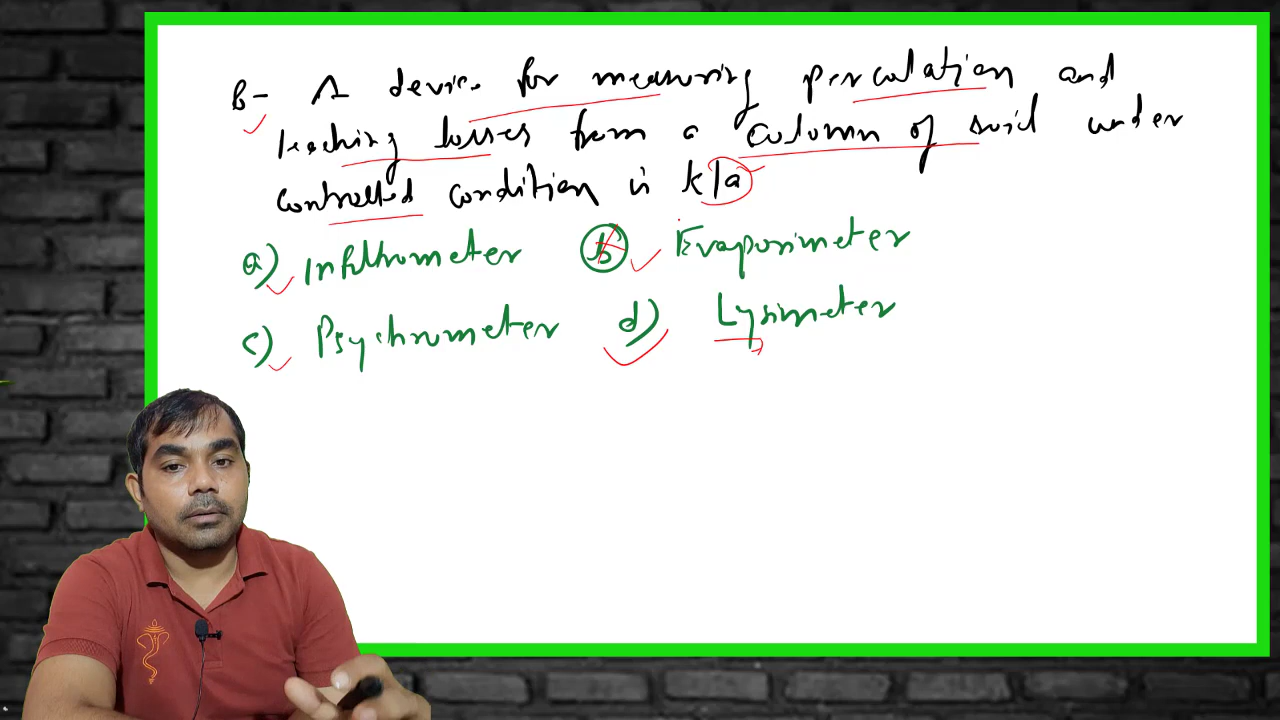 6- A device for measuring percolation and
leaching losses from a column of soil under
controlled condition is k/a
a) Infiltrometer b) Evaporimeter
c) Psychrometer d) Lysimeter